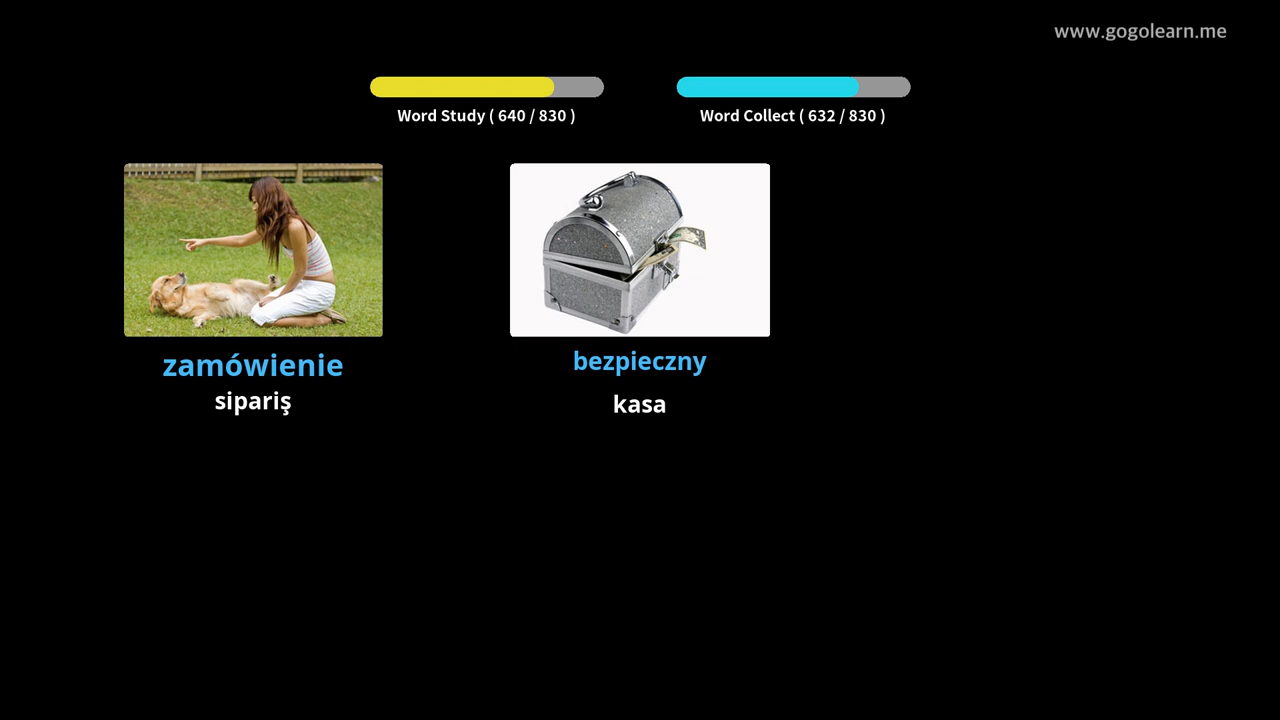 www.gogolearn.me
Word Study ( 640 / 830 )
Word Collect ( 632 / 830 )
zamówienie
sipariş
bezpieczny
kasa